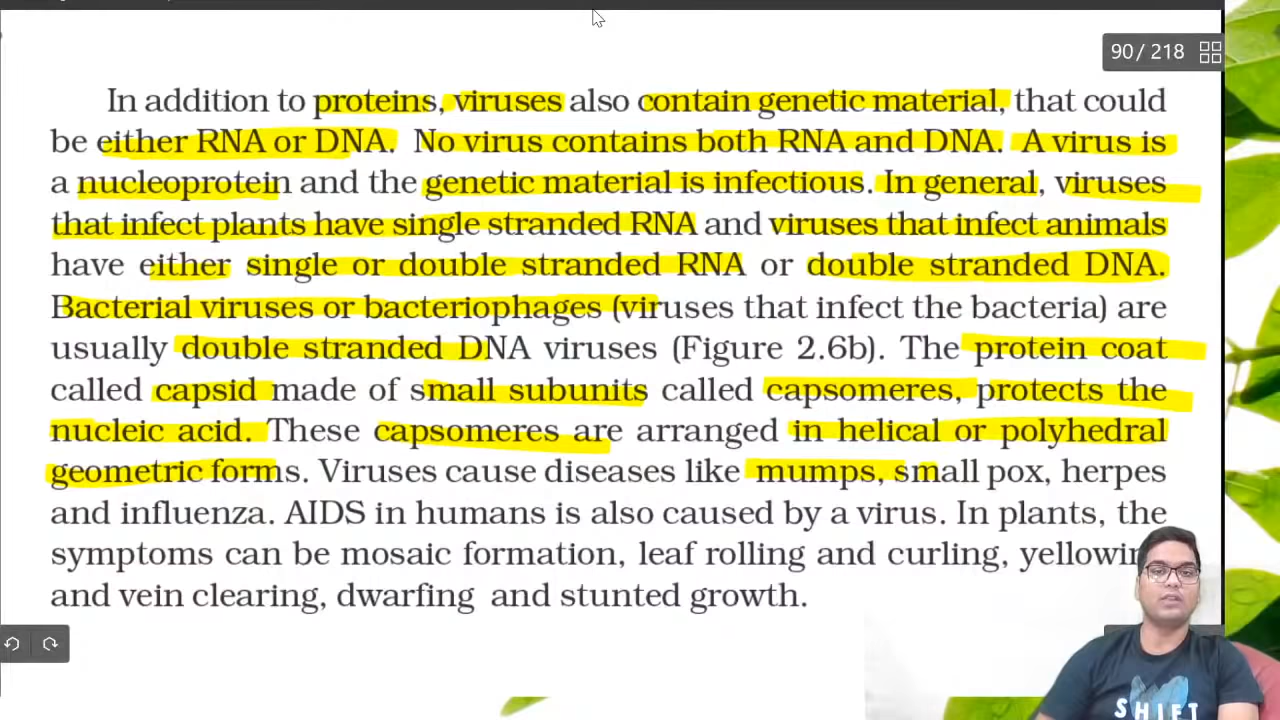 90 / 218
In addition to proteins, viruses also contain genetic material, that could
be either RNA or DNA. No virus contains both RNA and DNA. A virus is
a nucleoprotein and the genetic material is infectious. In general, viruses
that infect plants have single stranded RNA and viruses that infect animals
have either single or double stranded RNA or double stranded DNA.
Bacterial viruses or bacteriophages (viruses that infect the bacteria) are
usually double stranded DNA viruses (Figure 2.6b). The protein coat
called capsid made of small subunits called capsomeres, protects the
nucleic acid. These capsomeres are arranged in helical or polyhedral
geometric forms. Viruses cause diseases like mumps, small pox, herpes
and influenza. AIDS in humans is also caused by a virus. In plants, the
symptoms can be mosaic formation, leaf rolling and curling, yellowin
and vein clearing, dwarfing and stunted growth.
SHIFT